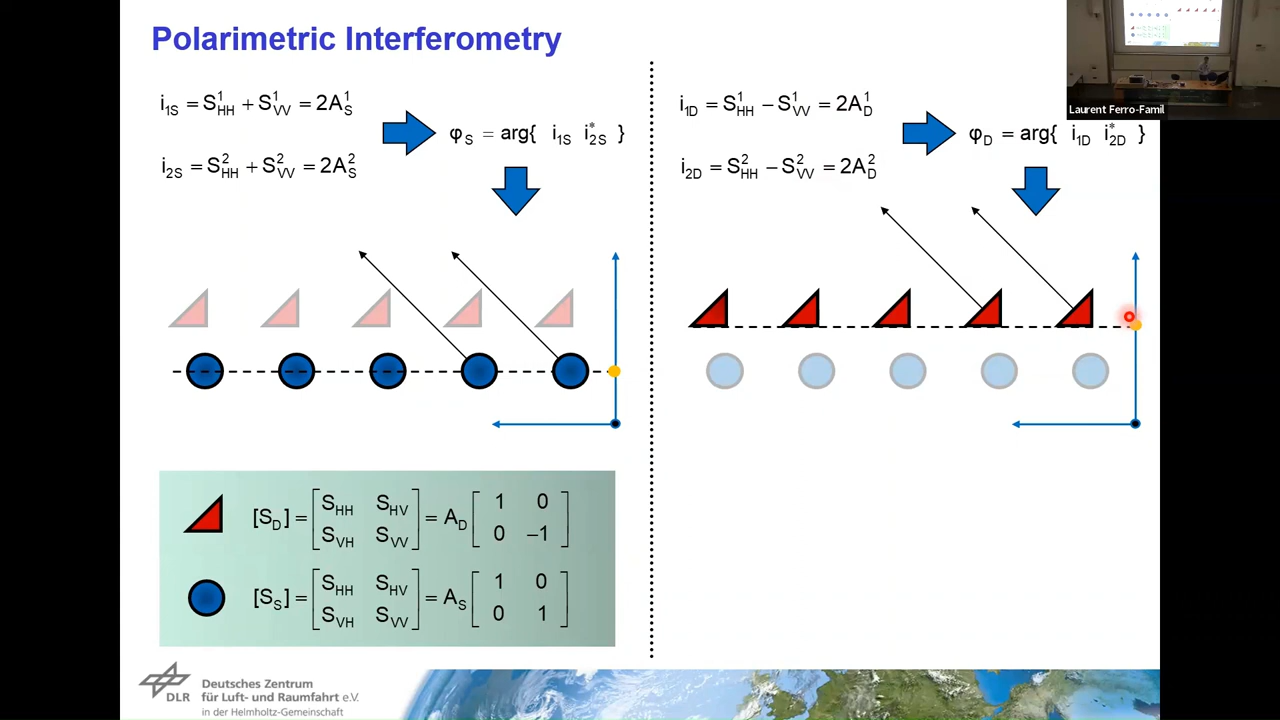 Polarimetric Interferometry
i₁S = S¹HH + S¹VV = 2A¹S
φS = arg{ i₁S i*₂S }
i₂S = S²HH + S²VV = 2A²S
i₁D = S¹HH − S¹VV = 2A¹D
φD = arg{ i₁D i*₂D }
i₂D = S²HH − S²VV = 2A²D
Laurent Ferro-Famil
[SD] = [ SHH SHV ] = AD [ 1 0 ]
[ SVH SVV ] [ 0 −1 ]
[SS] = [ SHH SHV ] = AS [ 1 0 ]
[ SVH SVV ] [ 0 1 ]
DLR
Deutsches Zentrum
für Luft- und Raumfahrt e.V.
in der Helmholtz-Gemeinschaft